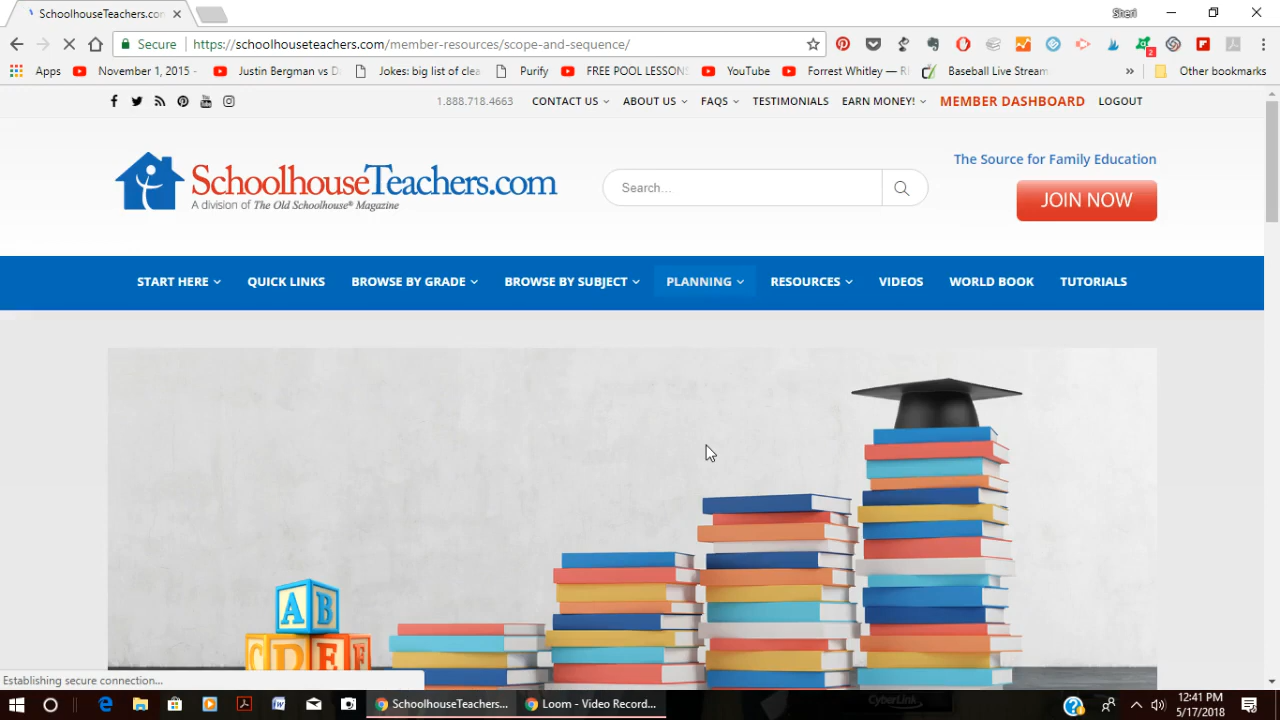 SchoolhouseTeachers.con
Sheri
Secure
https://schoolhouseteachers.com/member-resources/scope-and-sequence/
2
Apps
November 1, 2015 -
Justin Bergman vs D
Jokes: big list of clea
Purify
FREE POOL LESSON
YouTube
Forrest Whitley — R
Baseball Live Stream
»
Other bookmarks
1.888.718.4663
CONTACT US
ABOUT US
FAQS
TESTIMONIALS
EARN MONEY!
MEMBER DASHBOARD
LOGOUT
SchoolhouseTeachers.com
A division of The Old Schoolhouse® Magazine
Search...
The Source for Family Education
JOIN NOW
START HERE
QUICK LINKS
BROWSE BY GRADE
BROWSE BY SUBJECT
PLANNING
RESOURCES
VIDEOS
WORLD BOOK
TUTORIALS
A B
C D E F
Establishing secure connection...
SchoolhouseTeachers...
Loom - Video Record...
CyberLink
12:41 PM
5/17/2018